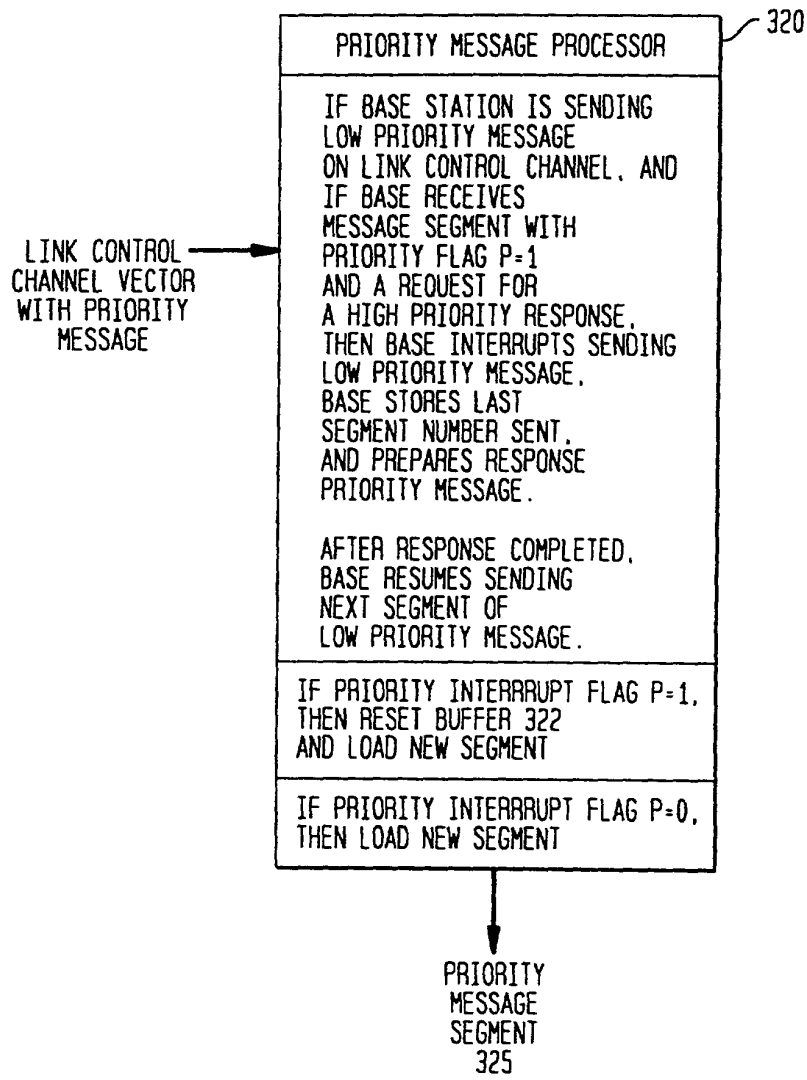 320
PRIORITY MESSAGE PROCESSOR
IF BASE STATION IS SENDING
LOW PRIORITY MESSAGE
ON LINK CONTROL CHANNEL, AND
IF BASE RECEIVES
MESSAGE SEGMENT WITH
PRIORITY FLAG P=1
AND A REQUEST FOR
A HIGH PRIORITY RESPONSE,
THEN BASE INTERRUPTS SENDING
LOW PRIORITY MESSAGE,
BASE STORES LAST
SEGMENT NUMBER SENT,
AND PREPARES RESPONSE
PRIORITY MESSAGE.
AFTER RESPONSE COMPLETED,
BASE RESUMES SENDING
NEXT SEGMENT OF
LOW PRIORITY MESSAGE.
LINK CONTROL
CHANNEL VECTOR
WITH PRIORITY
MESSAGE
IF PRIORITY INTERRRUPT FLAG P=1,
THEN RESET BUFFER 322
AND LOAD NEW SEGMENT
IF PRIORITY INTERRRUPT FLAG P=0,
THEN LOAD NEW SEGMENT
PRIORITY
MESSAGE
SEGMENT
325